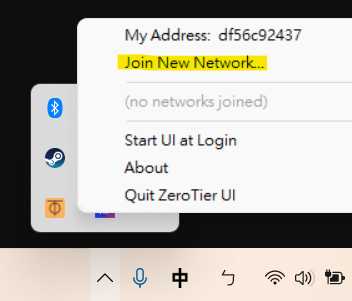 My Address: df56c92437
Join New Network...
(no networks joined)
Start UI at Login
About
Quit ZeroTier UI
中 ㄅ